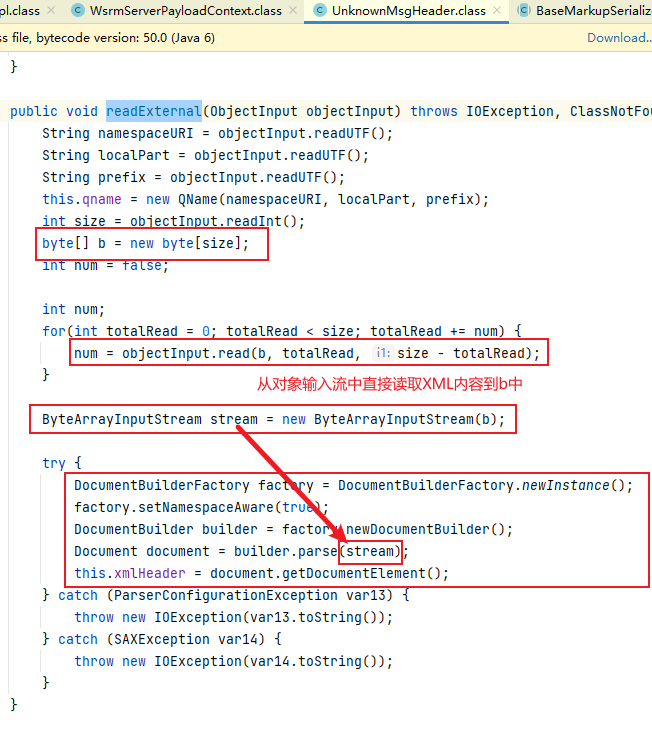 pl.class × WsrmServerPayloadContext.class × UnknownMsgHeader.class × BaseMarkupSerialize
s file, bytecode version: 50.0 (Java 6) Download...
}
public void readExternal(ObjectInput objectInput) throws IOException, ClassNotFou
String namespaceURI = objectInput.readUTF();
String localPart = objectInput.readUTF();
String prefix = objectInput.readUTF();
this.qname = new QName(namespaceURI, localPart, prefix);
int size = objectInput.readInt();
byte[] b = new byte[size];
int num = false;
int num;
for(int totalRead = 0; totalRead < size; totalRead += num) {
num = objectInput.read(b, totalRead, i1: size - totalRead);
}
从对象输入流中直接读取XML内容到b中
ByteArrayInputStream stream = new ByteArrayInputStream(b);
try {
DocumentBuilderFactory factory = DocumentBuilderFactory.newInstance();
factory.setNamespaceAware(true);
DocumentBuilder builder = factory.newDocumentBuilder();
Document document = builder.parse(stream);
this.xmlHeader = document.getDocumentElement();
} catch (ParserConfigurationException var13) {
throw new IOException(var13.toString());
} catch (SAXException var14) {
throw new IOException(var14.toString());
}
}